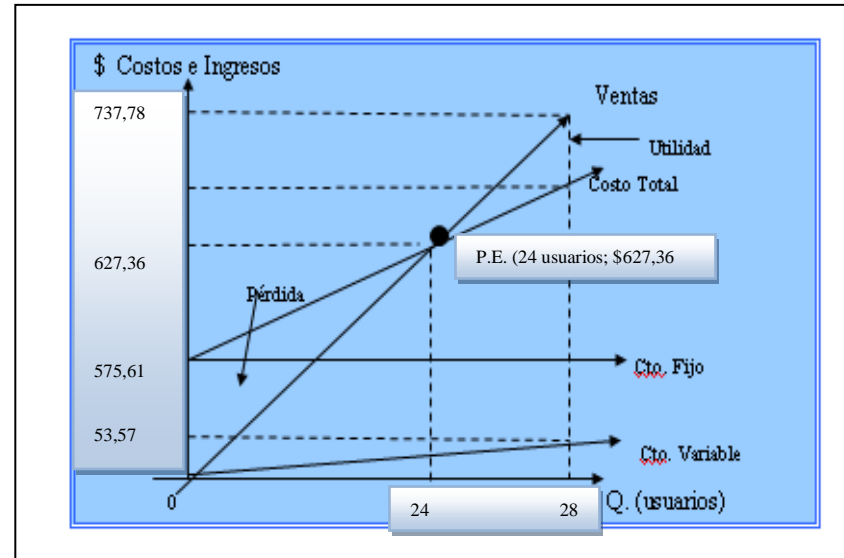 $ Costos e Ingresos
737,78
Ventas
Utilidad
Costo Total
627,36
P.E. (24 usuarios; $627,36
Pérdida
575,61
Cto. Fijo
53,57
Cto. Variable
0
24
28
Q. (usuarios)